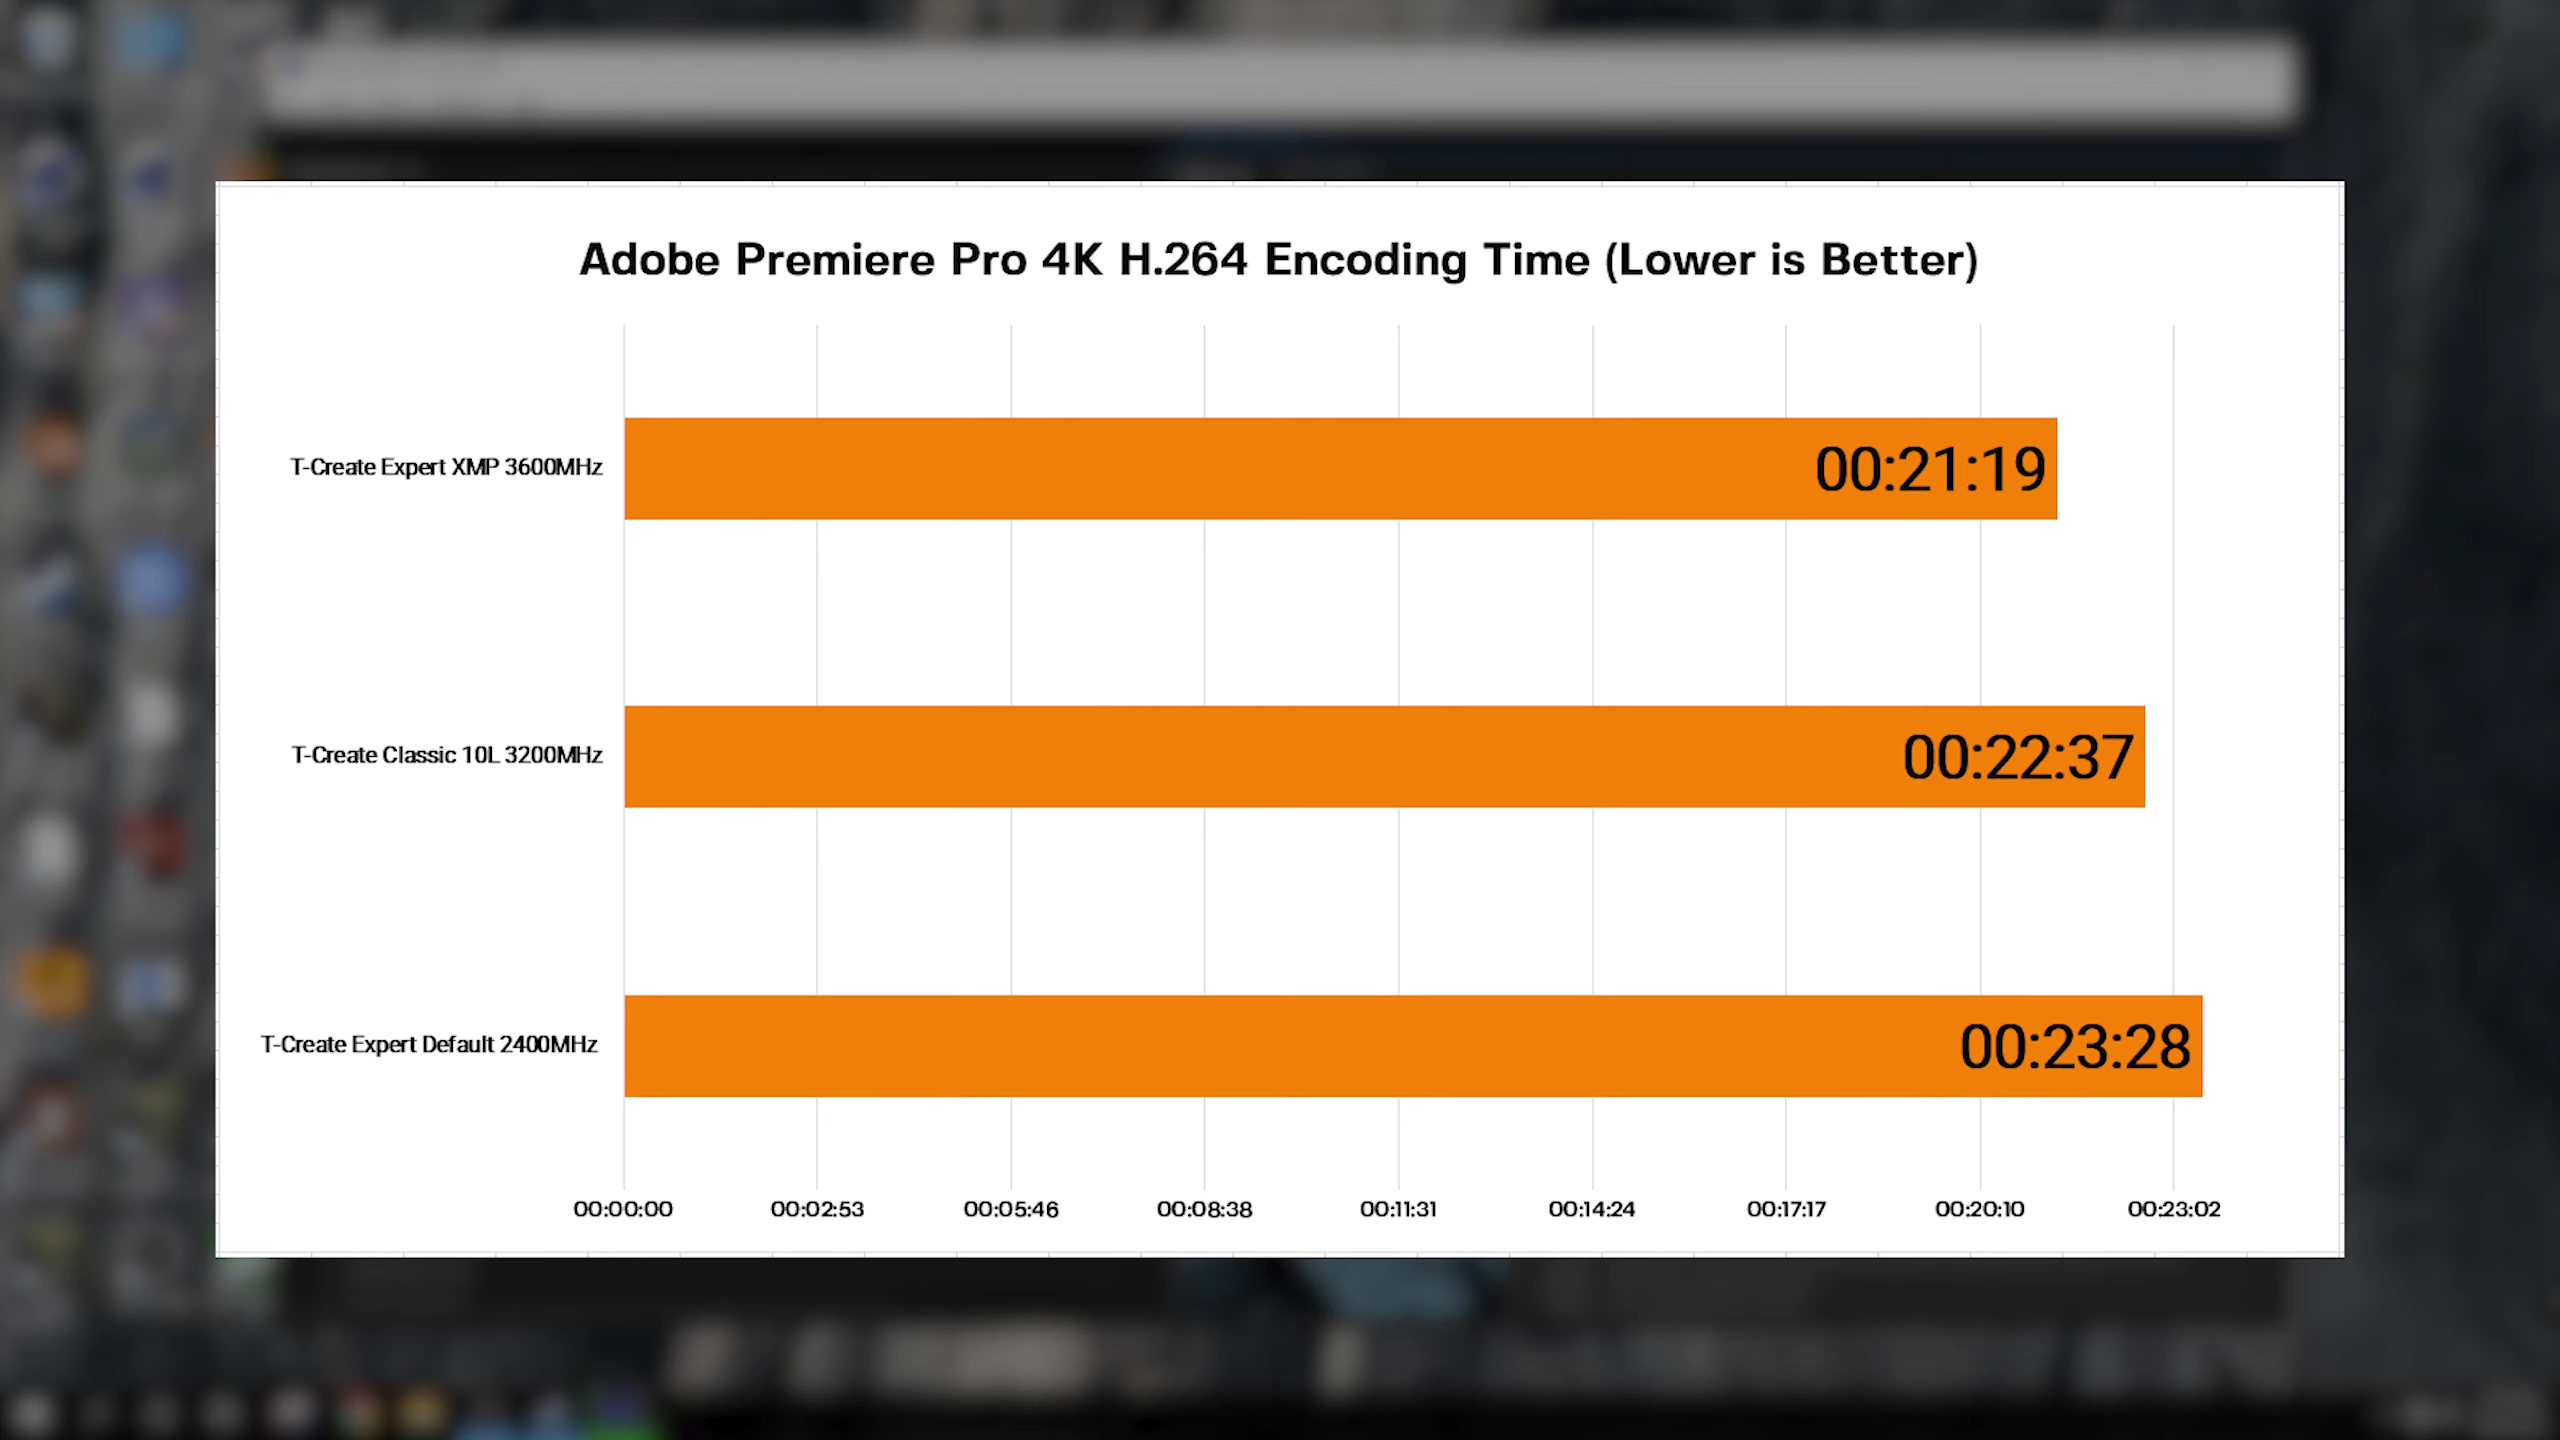 Adobe Premiere Pro 4K H.264 Encoding Time (Lower is Better)
T-Create Expert XMP 3600MHz
00:21:19
T-Create Classic 10L 3200MHz
00:22:37
T-Create Expert Default 2400MHz
00:23:28
00:00:00 00:02:53 00:05:46 00:08:38 00:11:31 00:14:24 00:17:17 00:20:10 00:23:02